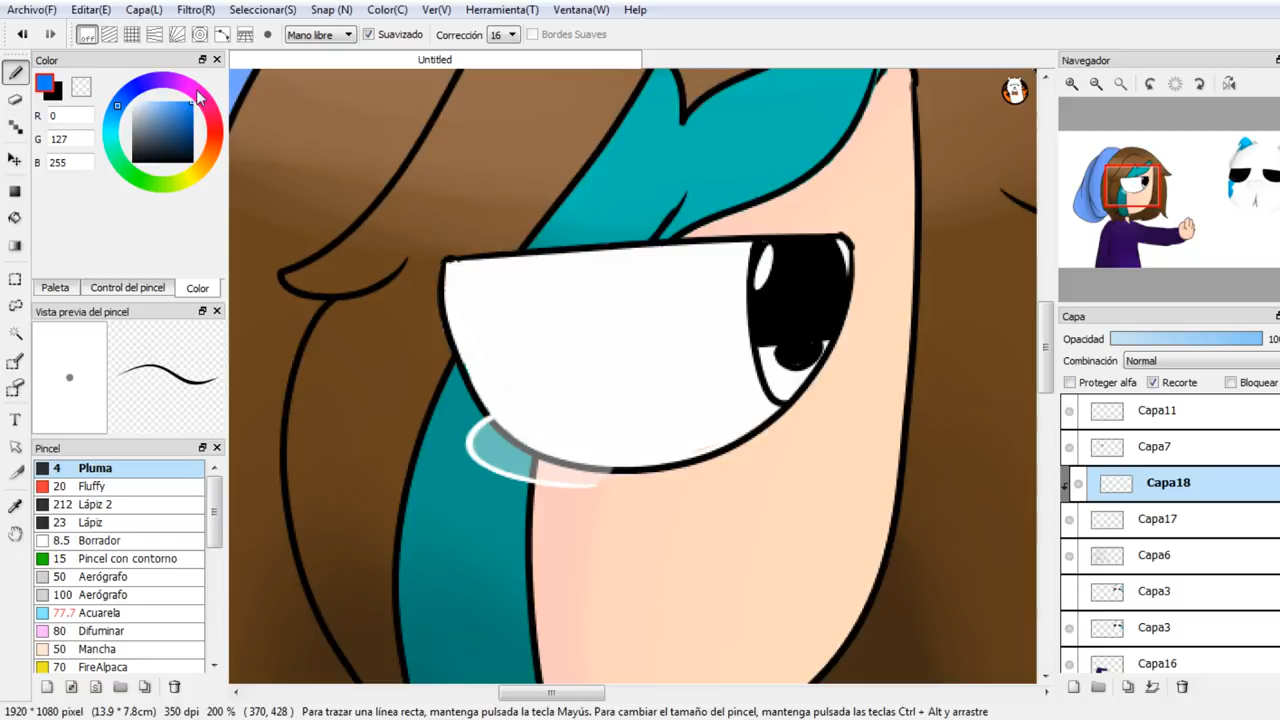 Archivo(F) Editar(E) Capa(L) Filtro(R) Seleccionar(S) Snap (N) Color(C) Ver(V) Herramienta(T) Ventana(W) Help
Off Mano libre Suavizado Corrección 16 Bordes Suaves
Color
Untitled
Navegador
R 0
G 127
B 255
Paleta Control del pincel Color
Vista previa del pincel
Pincel
4 Pluma
20 Fluffy
212 Lápiz 2
23 Lápiz
8.5 Borrador
15 Pincel con contorno
50 Aerógrafo
100 Aerógrafo
77.7 Acuarela
80 Difuminar
50 Mancha
70 FireAlpaca
Capa
Opacidad 100
Combinación Normal
Proteger alfa Recorte Bloquear
Capa11
Capa7
Capa18
Capa17
Capa6
Capa3
Capa3
Capa16
1920 * 1080 pixel (13.9 * 7.8cm) 350 dpi 200 % ( 370, 428 ) Para trazar una línea recta, mantenga pulsada la tecla Mayús. Para cambiar el tamaño del pincel, mantenga pulsadas las teclas Ctrl + Alt y arrastre